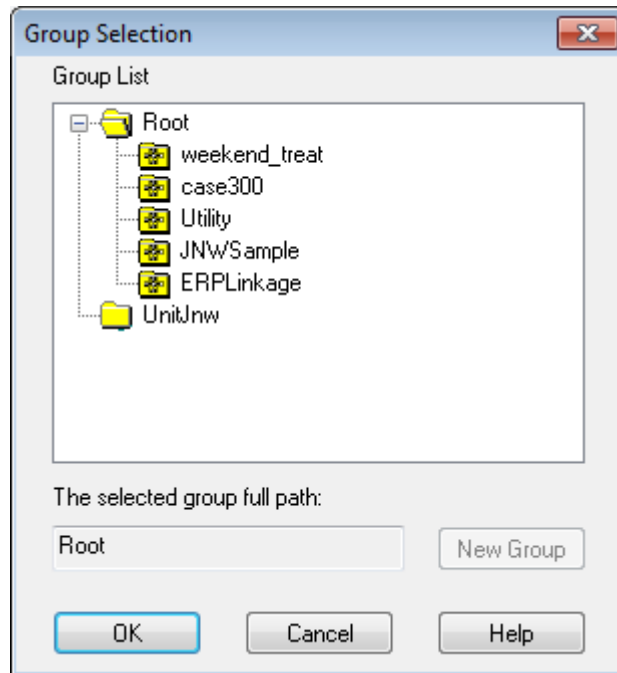 Group Selection
Group List
Root
weekend_treat
case300
Utility
JNWSample
ERPLinkage
UnitJnw
The selected group full path:
Root
New Group
OK
Cancel
Help